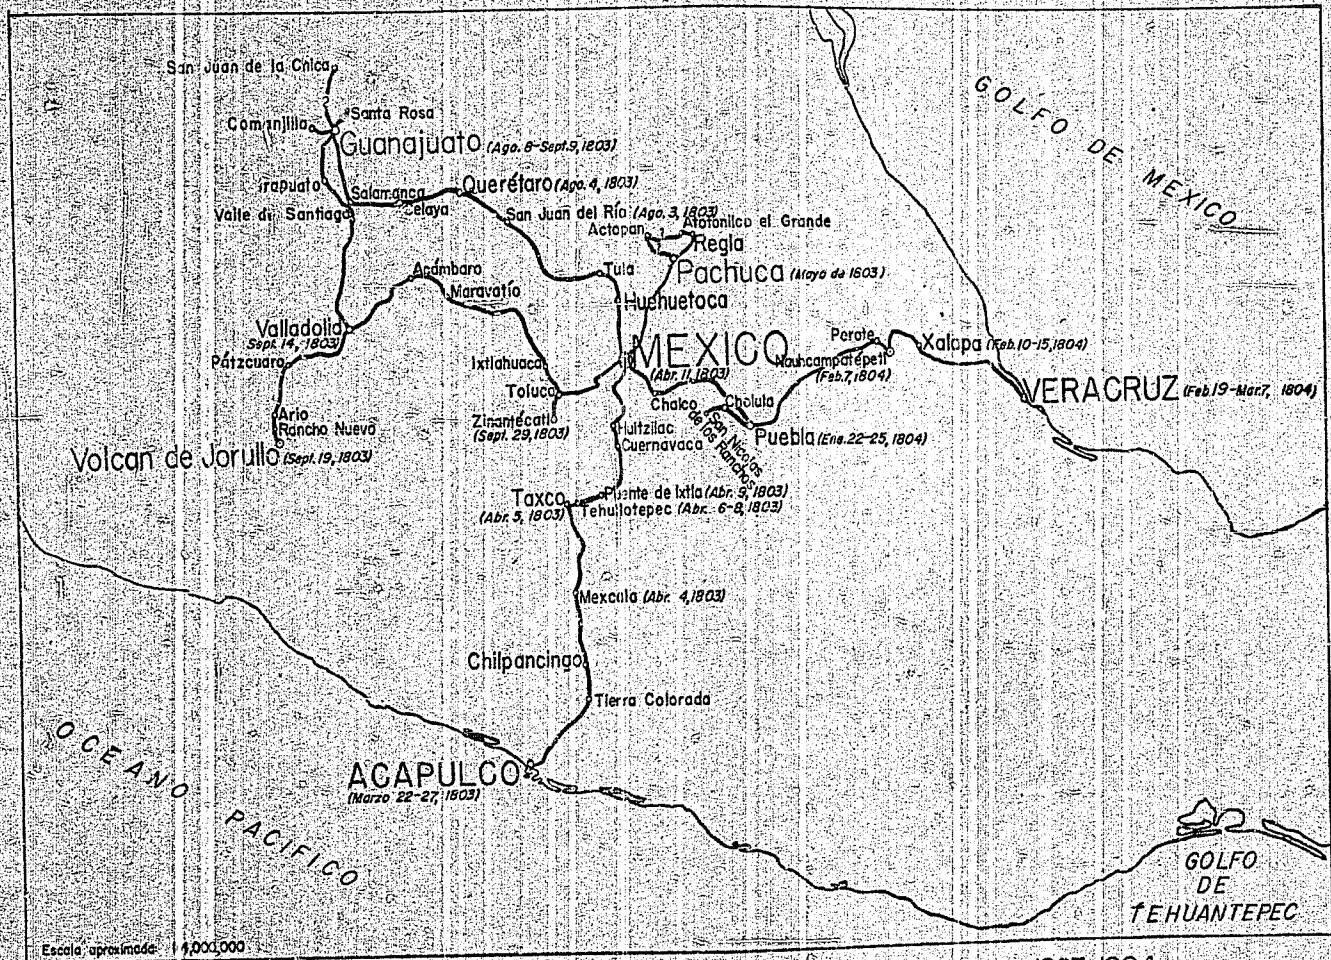 San Juan de la Chica
GOLFO DE MEXICO
Santa Rosa
Comanjilla
Guanajuato (Ago. 8-Sept. 9, 1803)
Irapuato
Salamanca
Querétaro (Ago. 4, 1803)
Valle de Santiago
Celaya
San Juan del Río (Ago. 3, 1803)
Actopan
Atotonilco el Grande
Regla
Pachuca (Mayo de 1803)
Acámbaro
Tula
Maravatío
Huehuetoca
Valladolid
(Sept. 14, 1803)
MEXICO
(Abr. 11, 1803)
Perote
Xalapa (Feb. 10-15, 1804)
Pátzcuaro
Ixtlahuaca
Nauhcampatépetl
(Feb. 7, 1804)
Toluca
VERACRUZ (Feb. 19-Mar. 7, 1804)
Chalco
Cholula
Zinantécatl
(Sept. 29, 1803)
Ario
Rancho Nuevo
San Nicolas
de los Ranchos
Huitzilac
Cuernavaca
Puebla (Ene. 22-25, 1804)
Volcan de Jorullo (Sept. 19, 1803)
Taxco
(Abr. 5, 1803)
Puente de Ixtla (Abr. 9, 1803)
Tehuilotepec (Abr. 6-8, 1803)
Mexcala (Abr. 4, 1803)
Chilpancingo
Tierra Colorada
OCEANO PACIFICO
ACAPULCO
(Marzo 22-27, 1803)
GOLFO
DE
TEHUANTEPEC
Escala aproximada 1:4,000,000